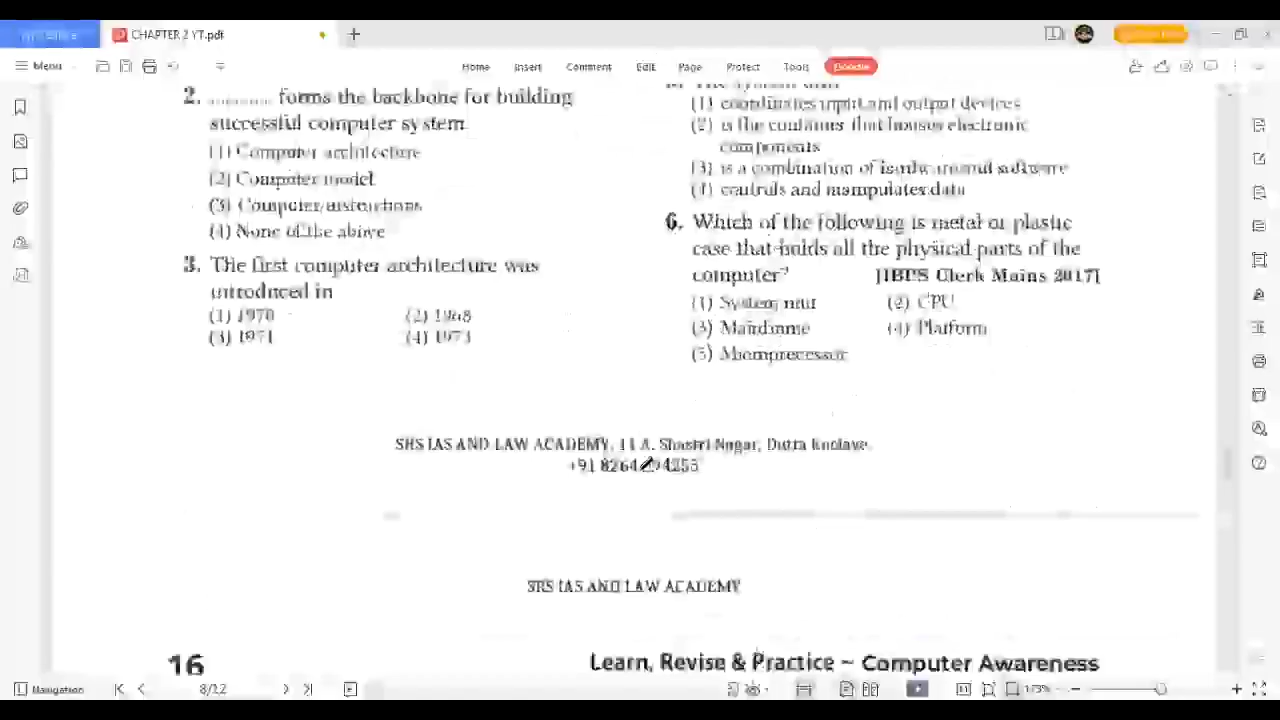 CHAPTER 2 YT.pdf
Menu
Home Insert Comment Edit Page Protect Tools
2. forms the backbone for building
successful computer system
(1) Computer architecture
(2) Computer model
(3) Computer instructions
(4) None of the above
3. The first computer architecture was
introduced in
(1) 1970 (2) 1968
(3) 1971 (4) 1973
(1) coordinates input and output devices
(2) is the container that houses electronic
components
(3) is a combination of hardware and software
(4) controls and manipulates data
6. Which of the following is metal or plastic
case that holds all the physical parts of the
computer? [IBPS Clerk Mains 2017]
(1) System unit (2) CPU
(3) Mainframe (4) Platform
(5) Microprocessor
SRS IAS AND LAW ACADEMY, 11 A, Shastri Nagar,
+91 8264
SRS IAS AND LAW ACADEMY
16 Learn, Revise & Practice ~ Computer Awareness
Navigation 8/12